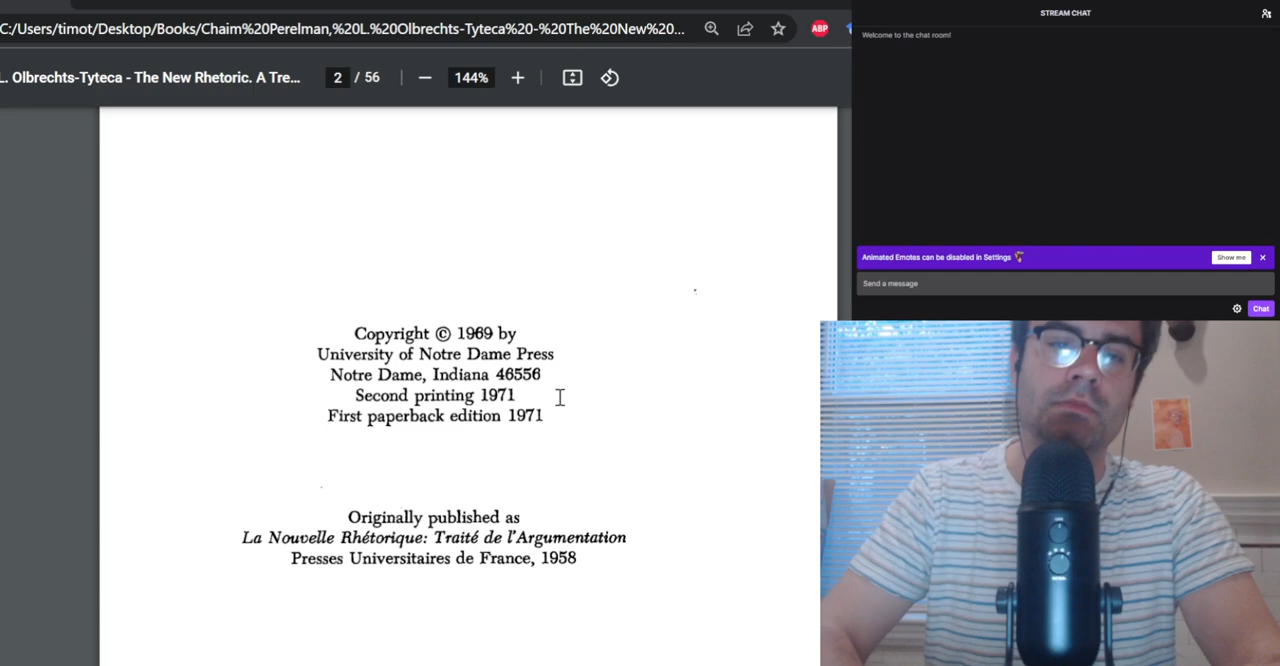 C:/Users/timot/Desktop/Books/Chaim%20Perelman,%20L.%20Olbrechts-Tyteca%20-%20The%20New%20...
ABP
L. Olbrechts-Tyteca - The New Rhetoric. A Tre...
2 / 56
144%
Copyright © 1969 by
University of Notre Dame Press
Notre Dame, Indiana 46556
Second printing 1971
First paperback edition 1971
Originally published as
La Nouvelle Rhétorique: Traité de l'Argumentation
Presses Universitaires de France, 1958
STREAM CHAT
Welcome to the chat room!
Animated Emotes can be disabled in Settings
Show me
Send a message
Chat